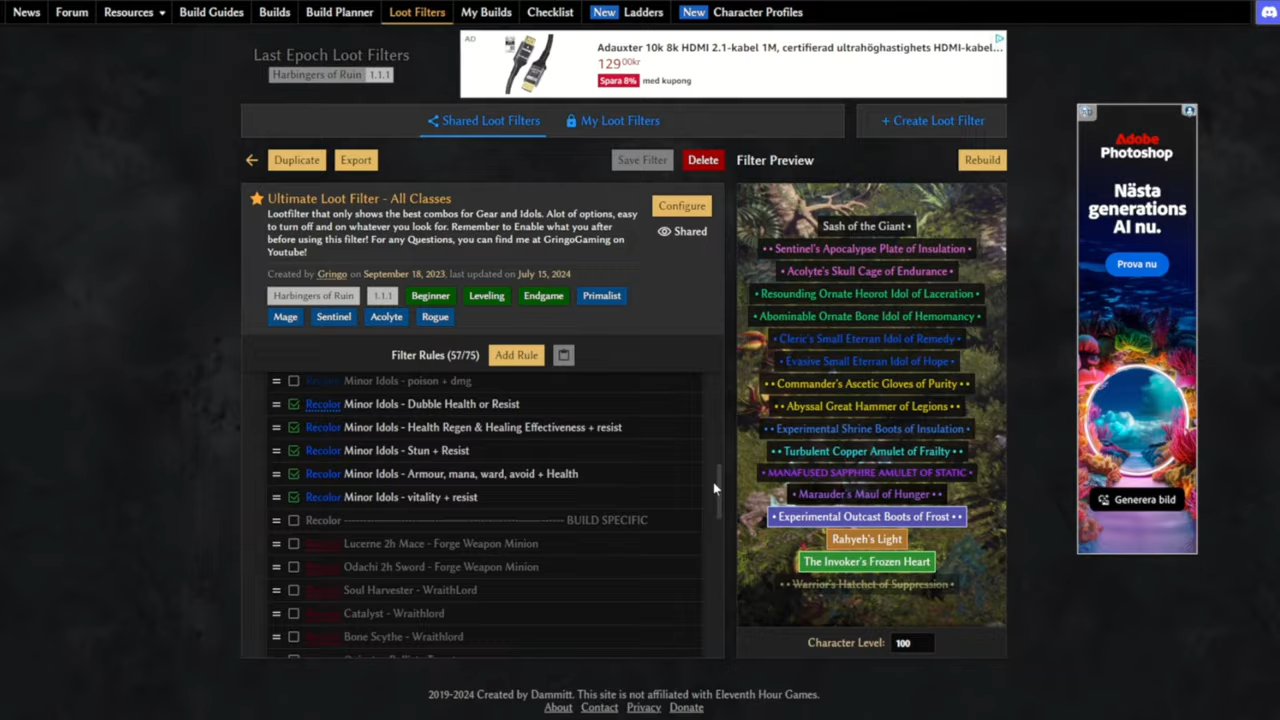 News Forum Resources Build Guides Builds Build Planner Loot Filters My Builds Checklist New Ladders New Character Profiles
Last Epoch Loot Filters
Harbingers of Ruin 1.1.1
AD
Adauxter 10k 8k HDMI 2.1-kabel 1M, certifierad ultrahöghastighets HDMI-kabel...
129⁰⁰kr
Spara 8% med kupong
Shared Loot Filters My Loot Filters + Create Loot Filter
Duplicate Export Save Filter Delete Filter Preview Rebuild
Ultimate Loot Filter - All Classes
Configure
Lootfilter that only shows the best combos for Gear and Idols. Alot of options, easy
to turn off and on whatever you look for. Remember to Enable what you after
before using this filter! For any Questions, you can find me at GringoGaming on
Youtube!
Shared
Created by Gringo on September 18, 2023, last updated on July 15, 2024
Harbingers of Ruin 1.1.1 Beginner Leveling Endgame Primalist
Mage Sentinel Acolyte Rogue
Filter Rules (57/75) Add Rule
Minor Idols - poison + dmg
Recolor Minor Idols - Dubble Health or Resist
Recolor Minor Idols - Health Regen & Healing Effectiveness + resist
Recolor Minor Idols - Stun + Resist
Recolor Minor Idols - Armour, mana, ward, avoid + Health
Recolor Minor Idols - vitality + resist
Recolor ---------------------------------------------------- BUILD SPECIFIC
Lucerne 2h Mace - Forge Weapon Minion
Odachi 2h Sword - Forge Weapon Minion
Soul Harvester - WraithLord
Catalyst - Wraithlord
Bone Scythe - Wraithlord
Sash of the Giant •
• • Sentinel's Apocalypse Plate of Insulation •
• Acolyte's Skull Cage of Endurance •
• Resounding Ornate Heorot Idol of Laceration •
• Abominable Ornate Bone Idol of Hemomancy •
• Cleric's Small Eterran Idol of Remedy •
• Evasive Small Eterran Idol of Hope •
• • Commander's Ascetic Gloves of Purity • •
• Abyssal Great Hammer of Legions • •
• • Experimental Shrine Boots of Insulation •
• • Turbulent Copper Amulet of Frailty • •
• MANAFUSED SAPPHIRE AMULET OF STATIC •
• Marauder's Maul of Hunger • •
• Experimental Outcast Boots of Frost • •
Rahyeh's Light
The Invoker's Frozen Heart
• • Warrior's Hatchet of Suppression •
Character Level: 100
Adobe
Photoshop
Nästa
generations
AI nu.
Prova nu
Generera bild
2019-2024 Created by Dammitt. This site is not affiliated with Eleventh Hour Games.
About Contact Privacy Donate